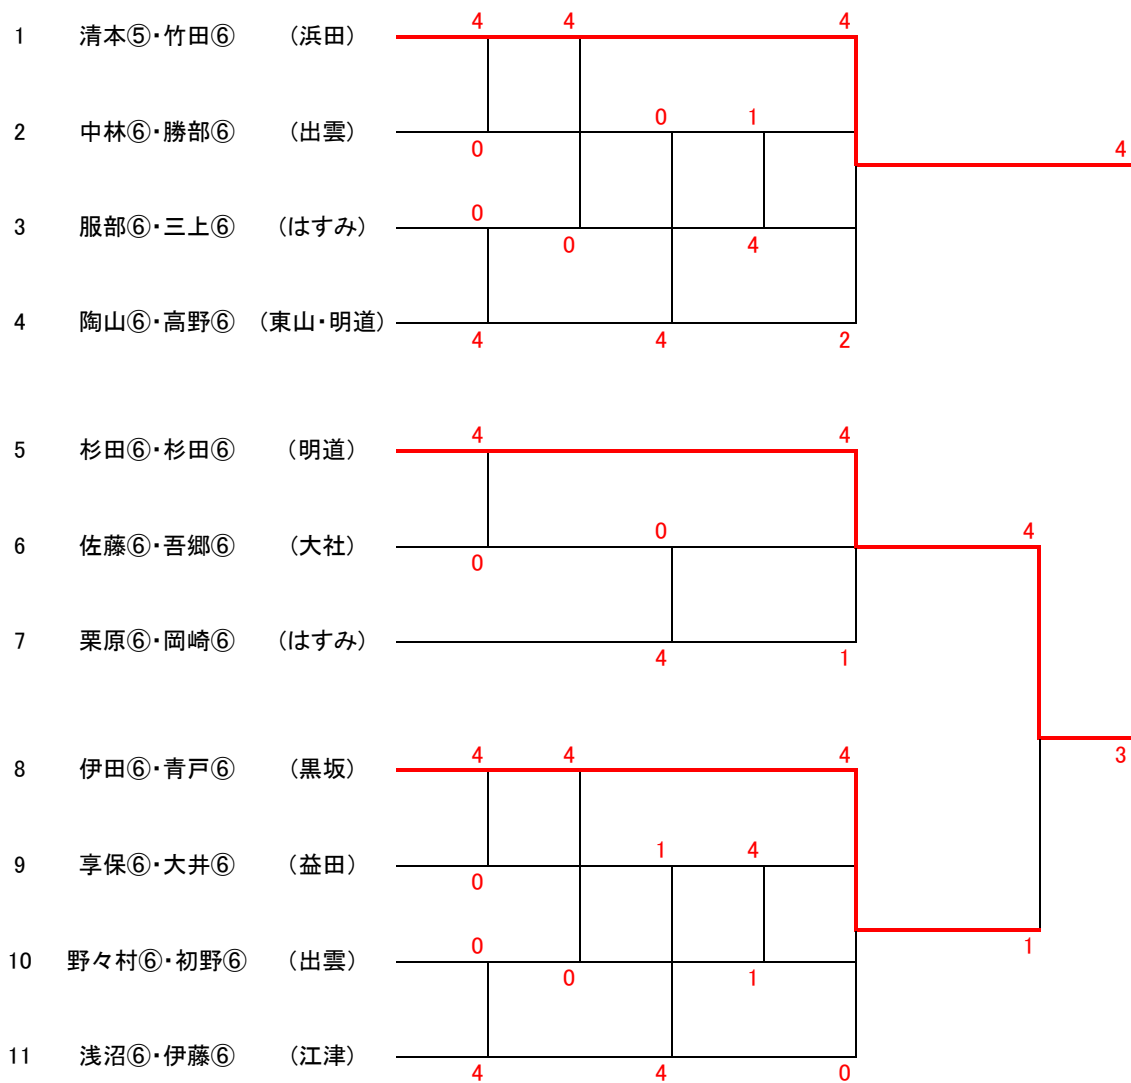 4 4 4
1 清本⑤・竹田⑥ (浜田)
0 1
2 中林⑥・勝部⑥ (出雲)
0 4
0
3 服部⑥・三上⑥ (はすみ)
0 4
4 陶山⑥・高野⑥ (東山・明道)
4 4 2
4 4
5 杉田⑥・杉田⑥ (明道)
0 4
6 佐藤⑥・吾郷⑥ (大社)
0
7 栗原⑥・岡崎⑥ (はすみ)
4 1
4 4 4
3
8 伊田⑥・青戸⑥ (黒坂)
1 4
9 享保⑥・大井⑥ (益田)
0
0 1
10 野々村⑥・初野⑥ (出雲)
0 1
11 浅沼⑥・伊藤⑥ (江津)
4 4 0